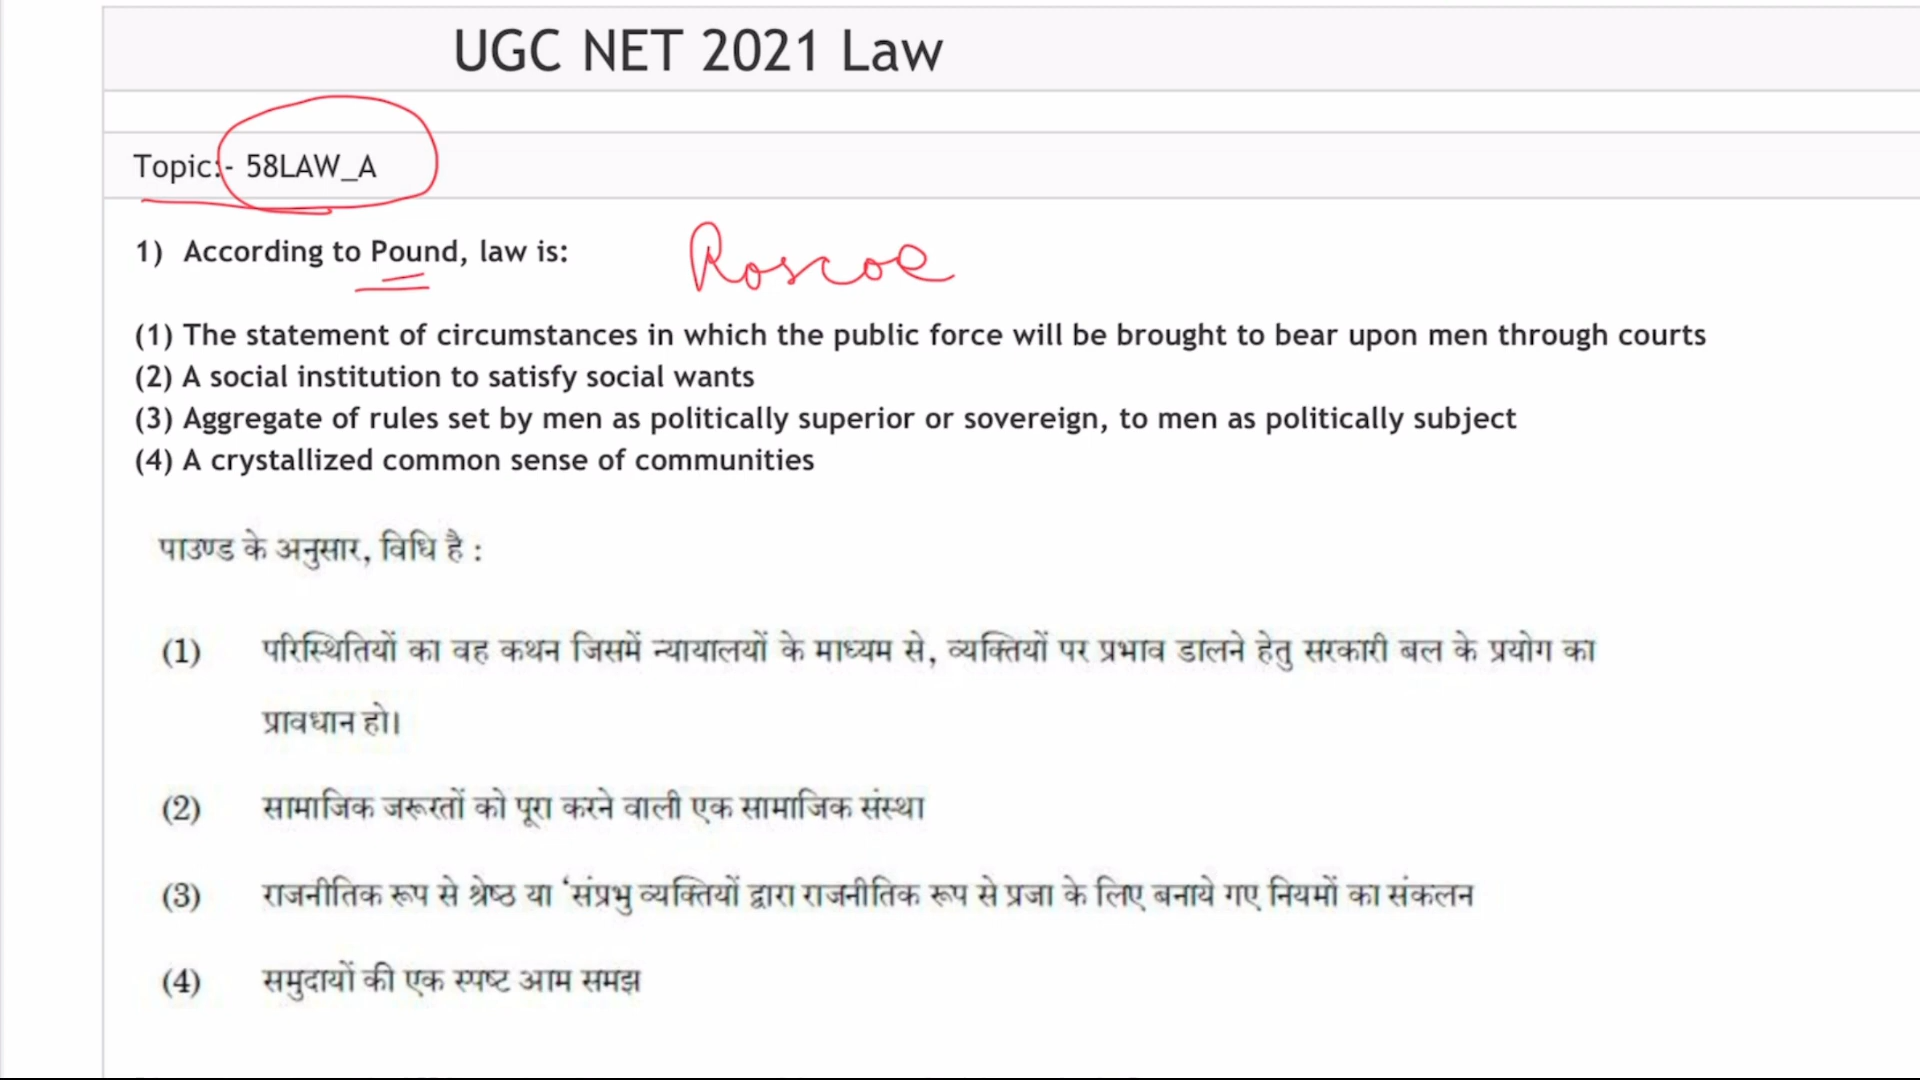 UGC NET 2021 Law
Topic:- 58LAW_A
1) According to Pound, law is:
Roscoe
(1) The statement of circumstances in which the public force will be brought to bear upon men through courts
(2) A social institution to satisfy social wants
(3) Aggregate of rules set by men as politically superior or sovereign, to men as politically subject
(4) A crystallized common sense of communities
पाउण्ड के अनुसार, विधि है :
(1) परिस्थितियों का वह कथन जिसमें न्यायालयों के माध्यम से, व्यक्तियों पर प्रभाव डालने हेतु सरकारी बल के प्रयोग का
प्रावधान हो।
(2) सामाजिक जरूरतों को पूरा करने वाली एक सामाजिक संस्था
(3) राजनीतिक रूप से श्रेष्ठ या ‘संप्रभु व्यक्तियों द्वारा राजनीतिक रूप से प्रजा के लिए बनाये गए नियमों का संकलन
(4) समुदायों की एक स्पष्ट आम समझ